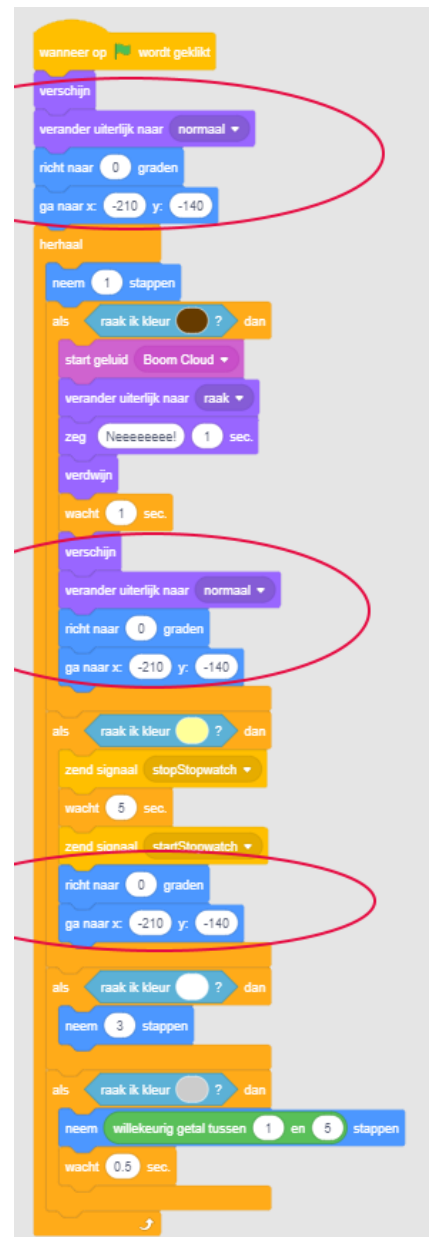 wanneer op wordt geklikt
verschijn
verander uiterlijk naar normaal
richt naar 0 graden
ga naar x: -210 y: -140
herhaal
neem 1 stappen
als raak ik kleur ? dan
start geluid Boom Cloud
verander uiterlijk naar raak
zeg Neeeeeeee! 1 sec.
verdwijn
wacht 1 sec.
verschijn
verander uiterlijk naar normaal
richt naar 0 graden
ga naar x: -210 y: -140
als raak ik kleur ? dan
zend signaal stopStopwatch
wacht 5 sec.
zend signaal startStopwatch
richt naar 0 graden
ga naar x: -210 y: -140
als raak ik kleur ? dan
neem 3 stappen
als raak ik kleur ? dan
neem willekeurig getal tussen 1 en 5 stappen
wacht 0.5 sec.